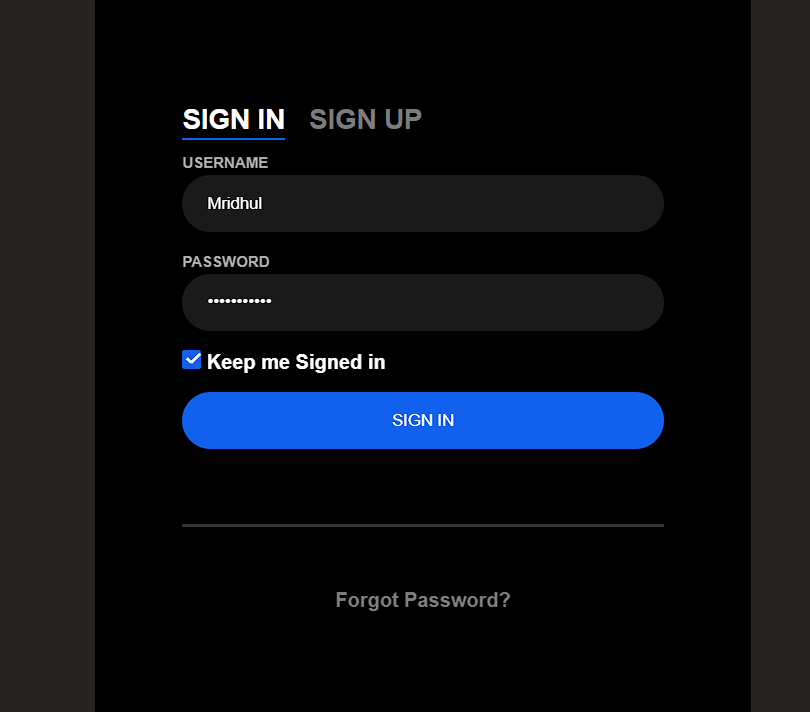 SIGN IN SIGN UP
USERNAME
Mridhul
PASSWORD
•••••••••••
Keep me Signed in
SIGN IN
Forgot Password?